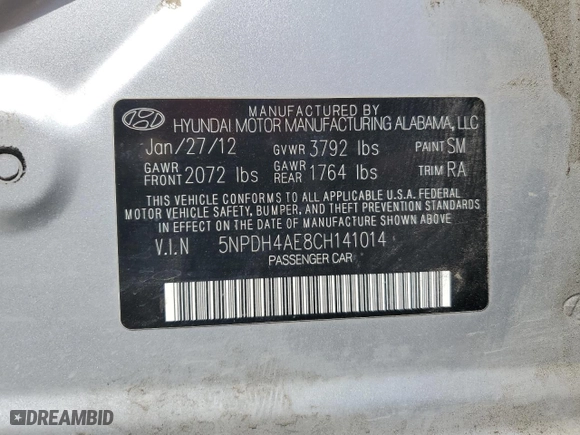 MANUFACTURED BY
HYUNDAI MOTOR MANUFACTURING ALABAMA, LLC
Jan/27/12 GVWR 3792 lbs PAINT SM
GAWR FRONT 2072 lbs GAWR REAR 1764 lbs TRIM RA
THIS VEHICLE CONFORMS TO ALL APPLICABLE U.S.A. FEDERAL
MOTOR VEHICLE SAFETY, BUMPER, AND THEFT PREVENTION STANDARDS
IN EFFECT ON THE DATE OF MANUFACTURE SHOWN ABOVE.
V.I.N 5NPDH4AE8CH141014
PASSENGER CAR
DREAMBID